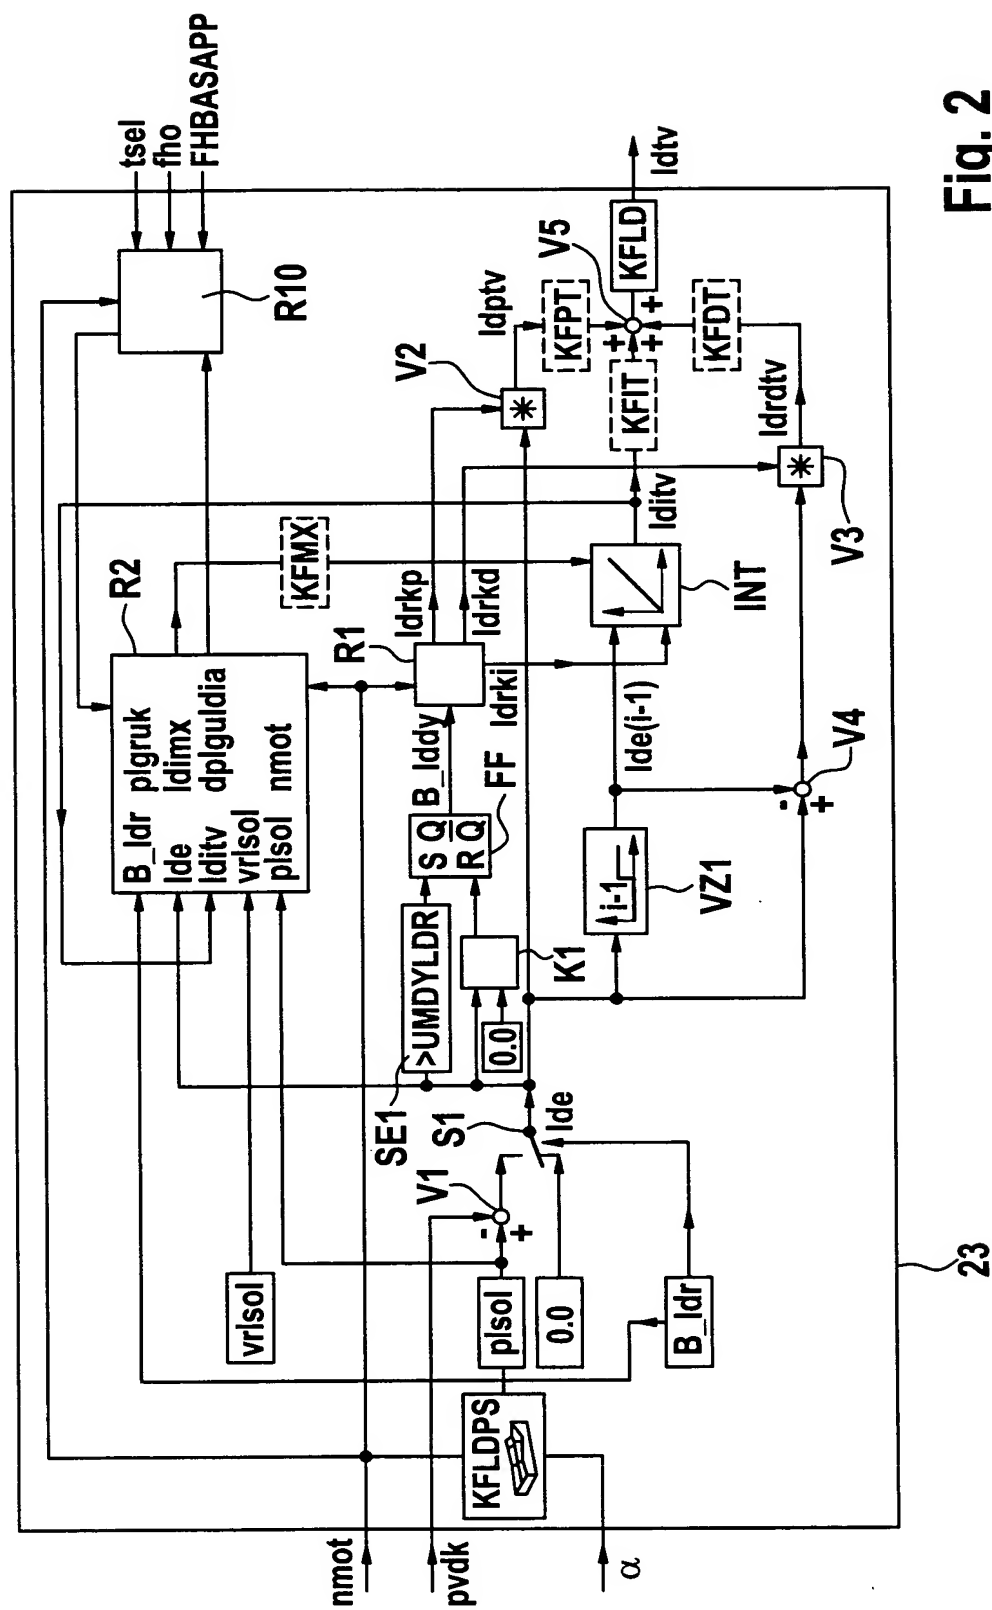 tsel
fho
FHBASAPP
R10
R2
B_ldr plgruk
lde ldimx
lditv dplguldia
vrlsol
plsol nmot
KFMX
vrlsol
R1
ldrkp
ldrkd
ldrki
V2
ldptv
KFPT
V5
KFLD
ldtv
KFIT
KFDT
ldrdtv
V3
lditv
INT
SE1
>UMDYLDR
S Q
R Q
B_lddy
FF
0.0
K1
lde(i-1)
i-1
VZ1
V4
-
+
nmot
pvdk
α
KFLDPS
plsol
0.0
B_ldr
V1
-
+
S1
lde
+
+
+
+
*
*
23
Fig. 2